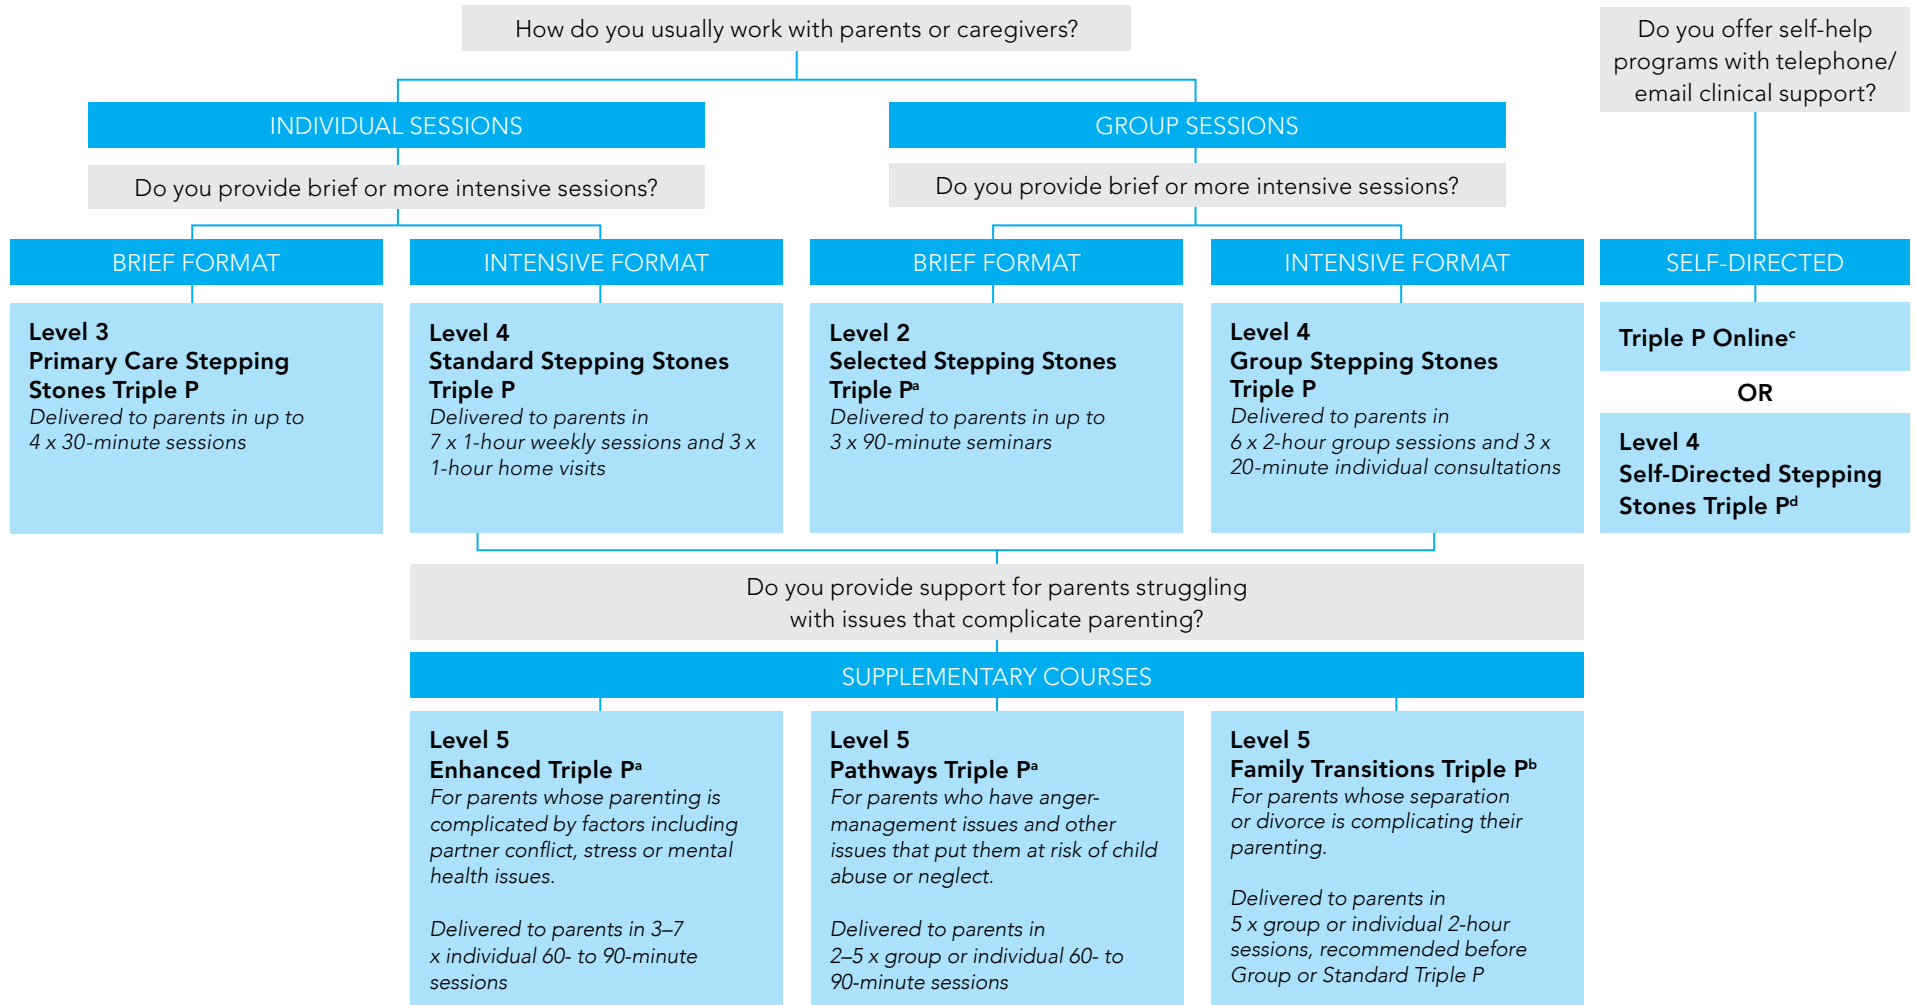 How do you usually work with parents or caregivers?
Do you offer self-help
programs with telephone/
email clinical support?
INDIVIDUAL SESSIONS
GROUP SESSIONS
Do you provide brief or more intensive sessions?
Do you provide brief or more intensive sessions?
BRIEF FORMAT
INTENSIVE FORMAT
BRIEF FORMAT
INTENSIVE FORMAT
SELF-DIRECTED
Level 3
Primary Care Stepping
Stones Triple P
Delivered to parents in up to
4 x 30-minute sessions
Level 4
Standard Stepping Stones
Triple P
Delivered to parents in
7 x 1-hour weekly sessions and 3 x
1-hour home visits
Level 2
Selected Stepping Stones
Triple Pᵃ
Delivered to parents in up to
3 x 90-minute seminars
Level 4
Group Stepping Stones
Triple P
Delivered to parents in
6 x 2-hour group sessions and 3 x
20-minute individual consultations
Triple P Onlineᶜ
OR
Level 4
Self-Directed Stepping
Stones Triple Pᵈ
Do you provide support for parents struggling
with issues that complicate parenting?
SUPPLEMENTARY COURSES
Level 5
Enhanced Triple Pᵃ
For parents whose parenting is
complicated by factors including
partner conflict, stress or mental
health issues.
Delivered to parents in 3–7
x individual 60- to 90-minute
sessions
Level 5
Pathways Triple Pᵃ
For parents who have anger-
management issues and other
issues that put them at risk of child
abuse or neglect.
Delivered to parents in
2–5 x group or individual 60- to
90-minute sessions
Level 5
Family Transitions Triple Pᵇ
For parents whose separation
or divorce is complicating their
parenting.
Delivered to parents in
5 x group or individual 2-hour
sessions, recommended before
Group or Standard Triple P